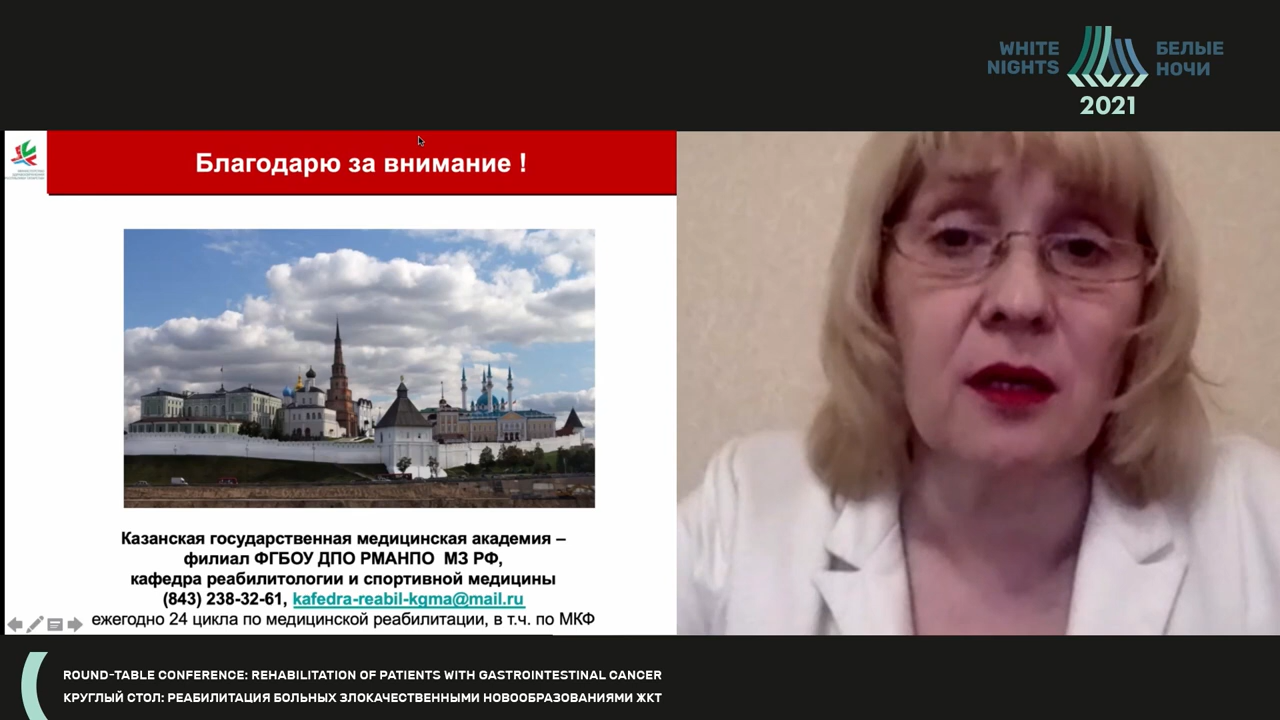 WHITE
NIGHTS
БЕЛЫЕ
НОЧИ
2021
Благодарю за внимание !
Казанская государственная медицинская академия –
филиал ФГБОУ ДПО РМАНПО МЗ РФ,
кафедра реабилитологии и спортивной медицины
(843) 238-32-61, kafedra-reabil-kgma@mail.ru
ежегодно 24 цикла по медицинской реабилитации, в т.ч. по МКФ
ROUND-TABLE CONFERENCE: REHABILITATION OF PATIENTS WITH GASTROINTESTINAL CANCER
КРУГЛЫЙ СТОЛ: РЕАБИЛИТАЦИЯ БОЛЬНЫХ ЗЛОКАЧЕСТВЕННЫМИ НОВООБРАЗОВАНИЯМИ ЖКТ